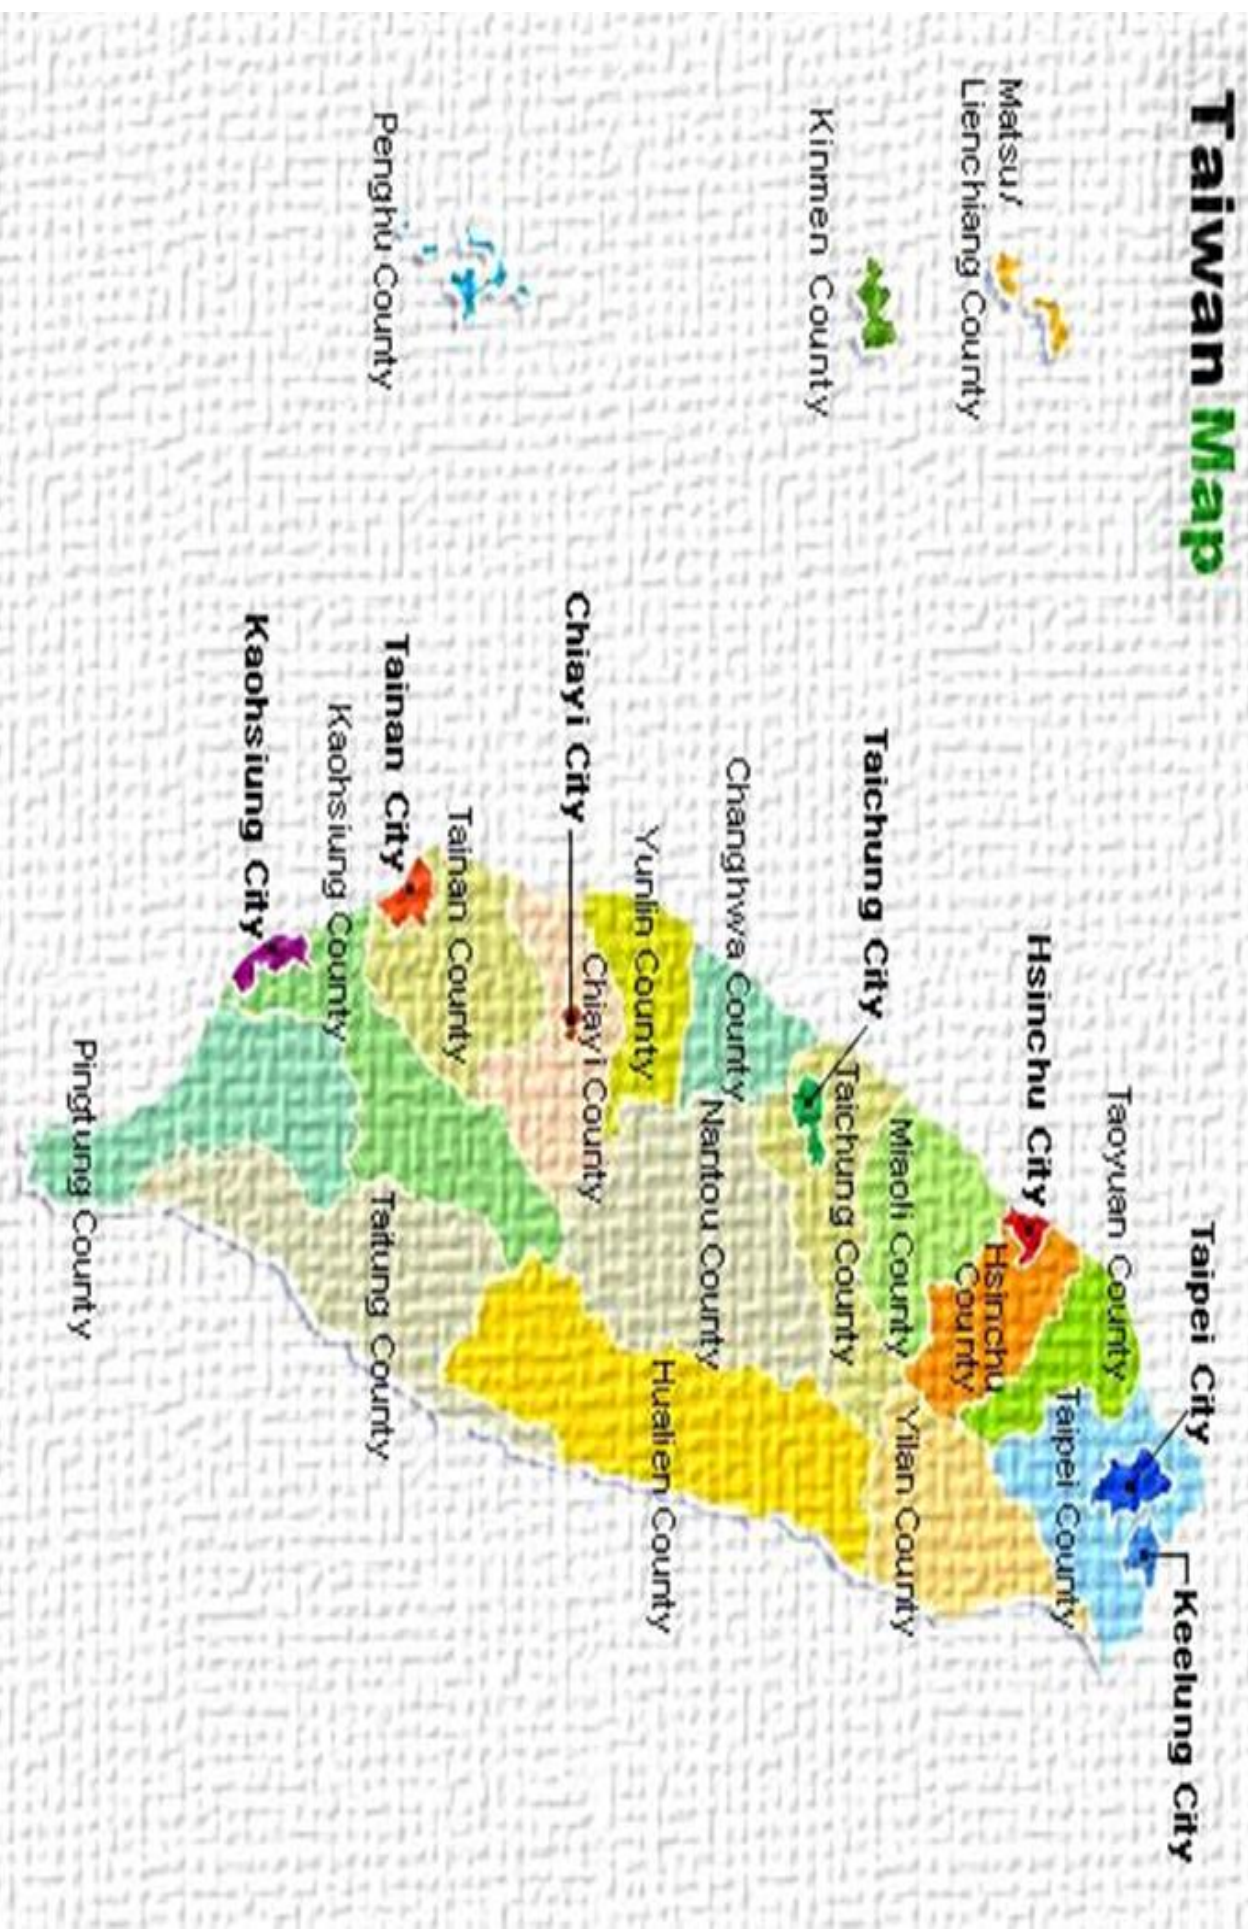 Taiwan Map
Matsu/
Lienchiang County
Kinmen County
Penghu County
Taipei City
Keelung City
Taoyuan County
Taipei County
Hsinchu City
Hsinchu
County
Yilan County
Miaoli County
Taichung City
Taichung County
Changhwa County
Nantou County
Hualien County
Yunlin County
Chiayi City
Chiayi County
Tainan County
Tainan City
Taitung County
Kaohsiung County
Kaohsiung City
Pingtung County